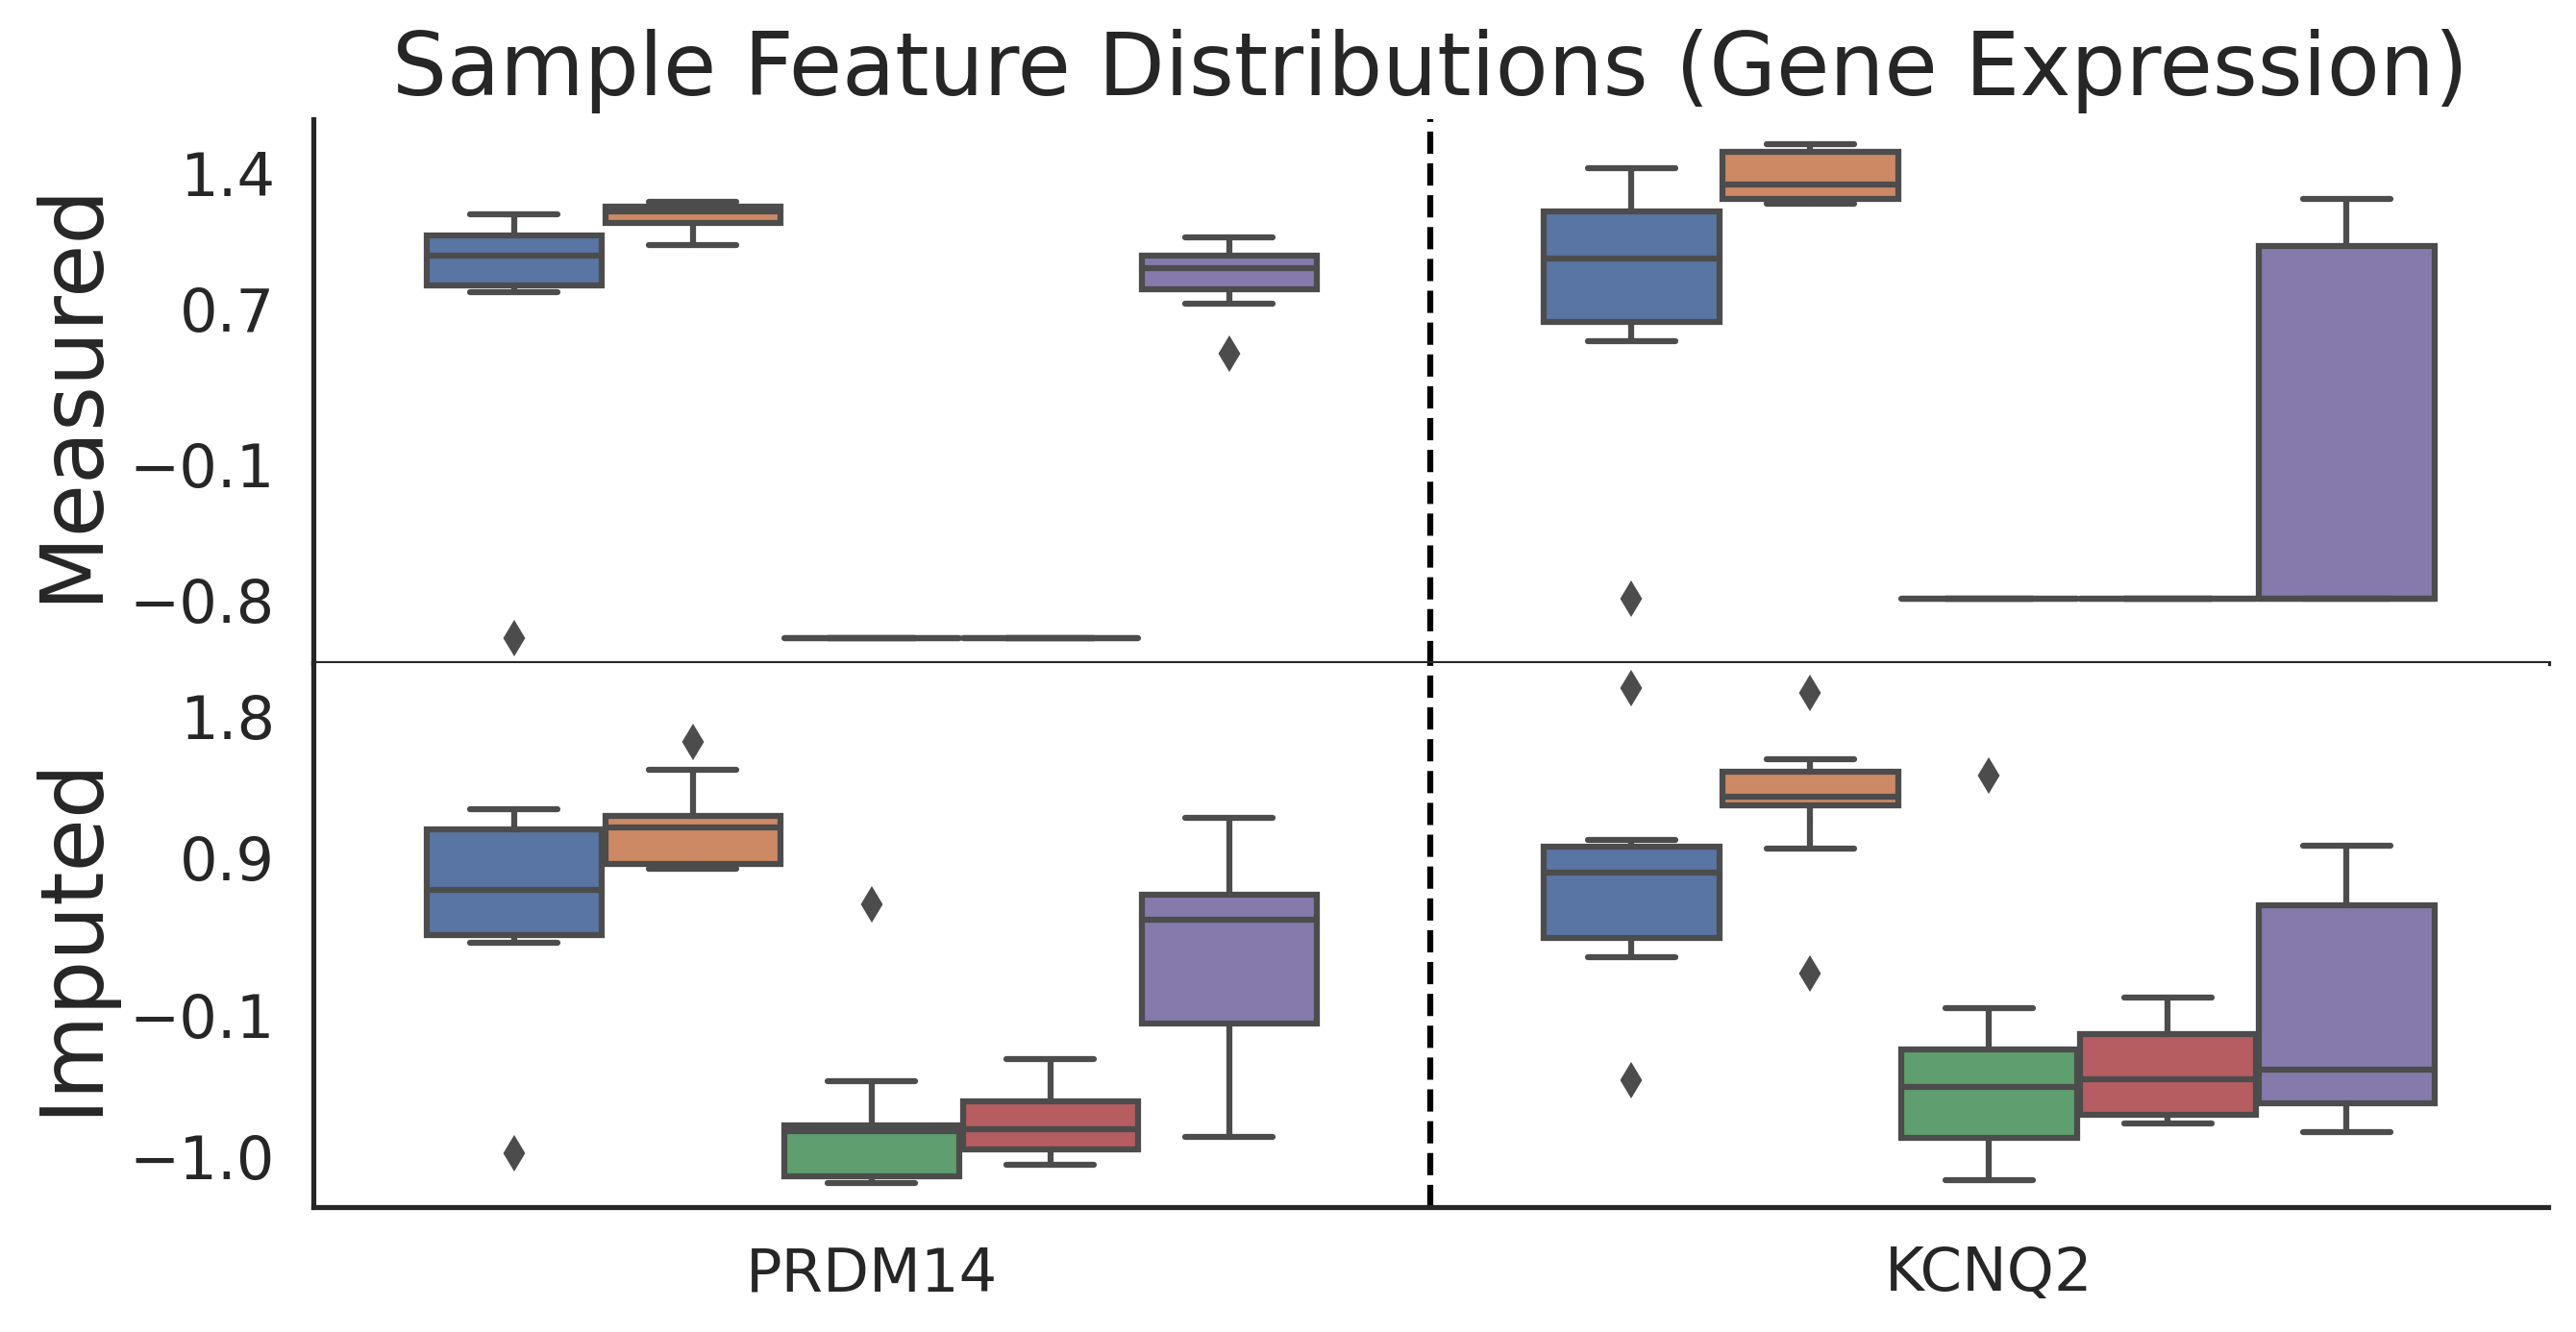 Sample Feature Distributions (Gene Expression)
Measured
1.4
0.7
−0.1
−0.8
Imputed
1.8
0.9
−0.1
−1.0
PRDM14
KCNQ2